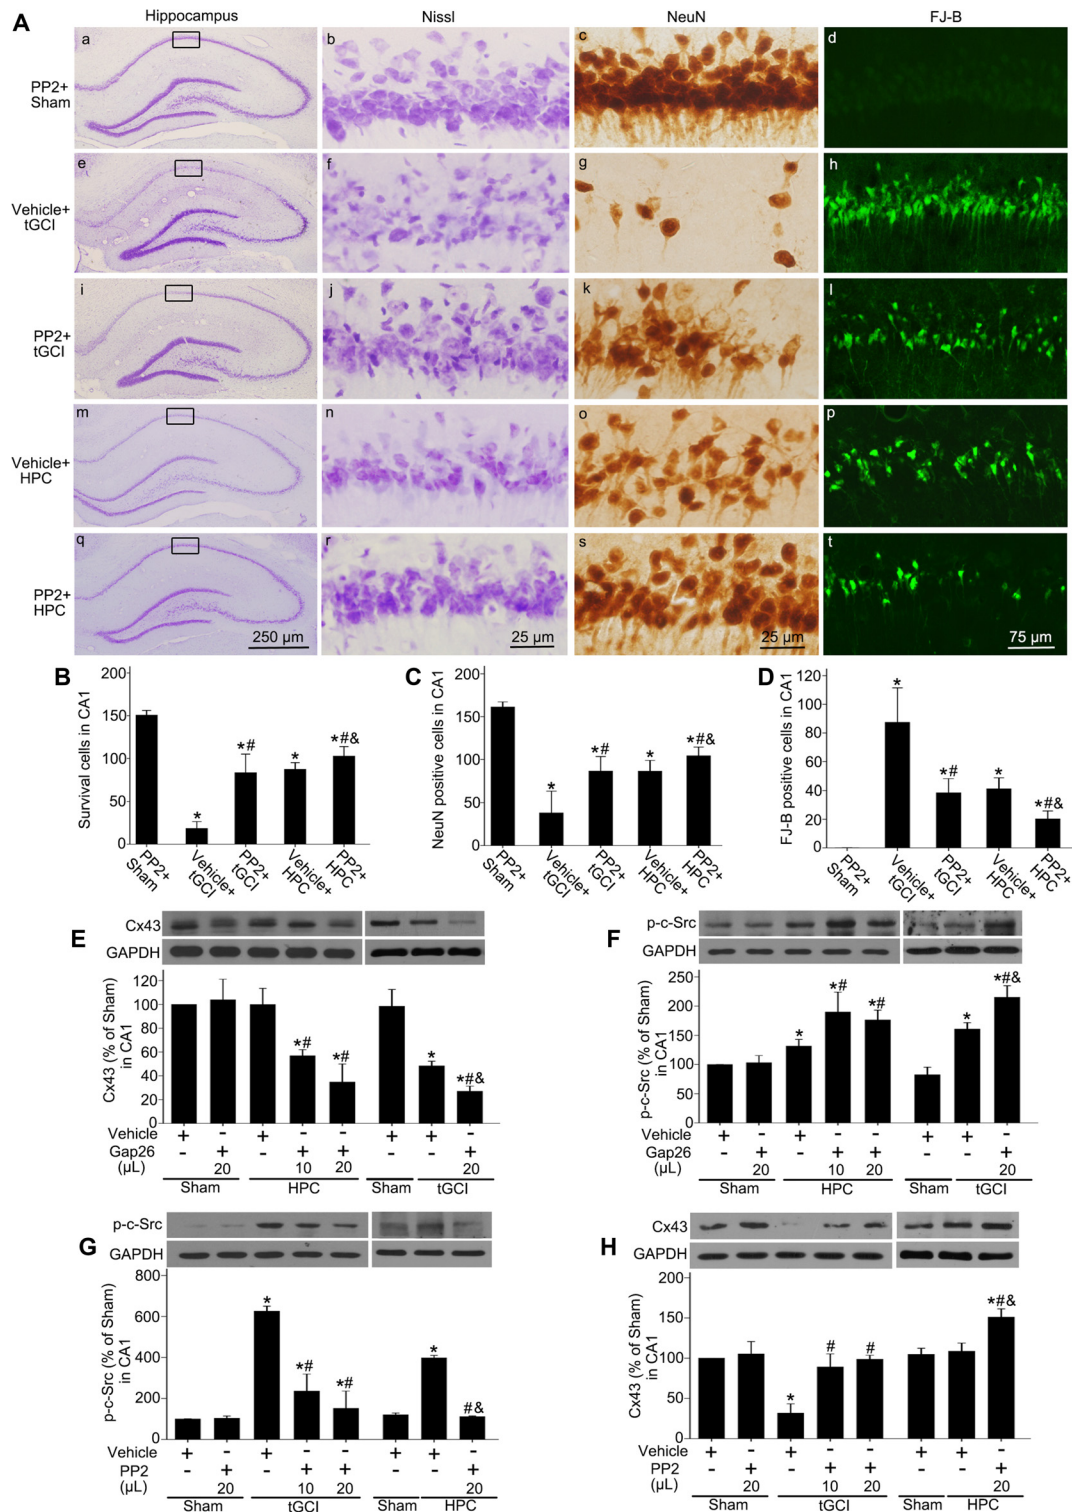 A
Hippocampus Nissl NeuN FJ-B
PP2+
Sham
a b c d
Vehicle+
tGCI
e f g h
PP2+
tGCI
i j k l
Vehicle+
HPC
m n o p
PP2+
HPC
q r s t
250 µm 25 µm 25 µm 75 µm
B
Survival cells in CA1
200
150
100
50
0
* *# * *#&
PP2+
Sham
Vehicle+
tGCI
PP2+
tGCI
Vehicle+
HPC
PP2+
HPC
C
NeuN positive cells in CA1
200
150
100
50
0
* *# * *#&
PP2+
Sham
Vehicle+
tGCI
PP2+
tGCI
Vehicle+
HPC
PP2+
HPC
D
FJ-B positive cells in CA1
120
100
80
60
40
20
0
* *# * *#&
PP2+
Sham
Vehicle+
tGCI
PP2+
tGCI
Vehicle+
HPC
PP2+
HPC
E
Cx43
GAPDH
Cx43 (% of Sham)
in CA1
120
100
80
60
40
20
0
*# *# * *#&
Vehicle + - + - - + + -
Gap26 - + - + + - - +
(µL) 20 10 20 20
Sham HPC Sham tGCI
F
p-c-Src
GAPDH
p-c-Src (% of Sham)
in CA1
250
200
150
100
50
0
* *# *# * *#&
Vehicle + - + - - + + -
Gap26 - + - + + - - +
(µL) 20 10 20 20
Sham HPC Sham tGCI
G
p-c-Src
GAPDH
p-c-Src (% of Sham)
in CA1
800
600
400
200
0
* *# *# * #&
Vehicle + - + - - + + -
PP2 - + - + + - - +
(µL) 20 10 20 20
Sham tGCI Sham HPC
H
Cx43
GAPDH
Cx43 (% of Sham)
in CA1
200
150
100
50
0
* # # *#&
Vehicle + - + - - + + -
PP2 - + - + + - - +
(µL) 20 10 20 20
Sham tGCI Sham HPC